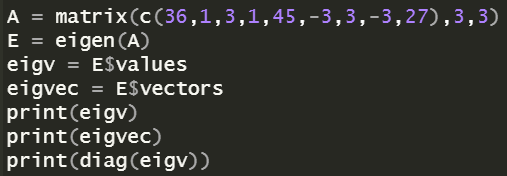 A = matrix(c(36,1,3,1,45,-3,3,-3,27),3,3)
E = eigen(A)
eigv = E$values
eigvec = E$vectors
print(eigv)
print(eigvec)
print(diag(eigv))